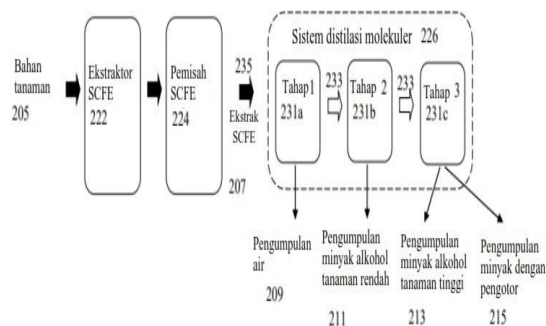 Sistem distilasi molekuler 226
Bahan
tanaman
205
Ekstraktor
SCFE
222
Pemisah
SCFE
224
235
Ekstrak
SCFE
207
Tahap 1
231a
233
Tahap 2
231b
233
Tahap 3
231c
Pengumpulan
air
209
Pengumpulan
minyak alkohol
tanaman rendah
211
Pengumpulan
minyak alkohol
tanaman tinggi
213
Pengumpulan
minyak dengan
pengotor
215